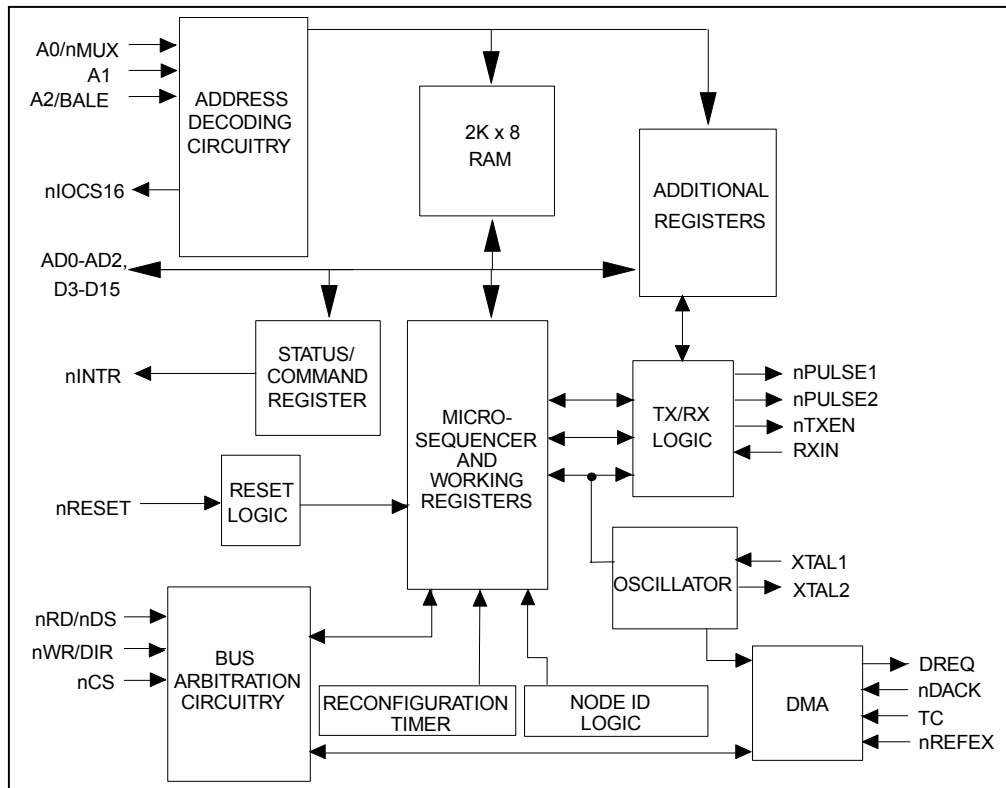 A0/nMUX
A1
A2/BALE
nIOCS16
AD0-AD2,
D3-D15
nINTR
nRESET
nRD/nDS
nWR/DIR
nCS
ADDRESS
DECODING
CIRCUITRY
2K x 8
RAM
ADDITIONAL
REGISTERS
STATUS/
COMMAND
REGISTER
RESET
LOGIC
MICRO-
SEQUENCER
AND
WORKING
REGISTERS
TX/RX
LOGIC
nPULSE1
nPULSE2
nTXEN
RXIN
OSCILLATOR
XTAL1
XTAL2
BUS
ARBITRATION
CIRCUITRY
RECONFIGURATION
TIMER
NODE ID
LOGIC
DMA
DREQ
nDACK
TC
nREFEX